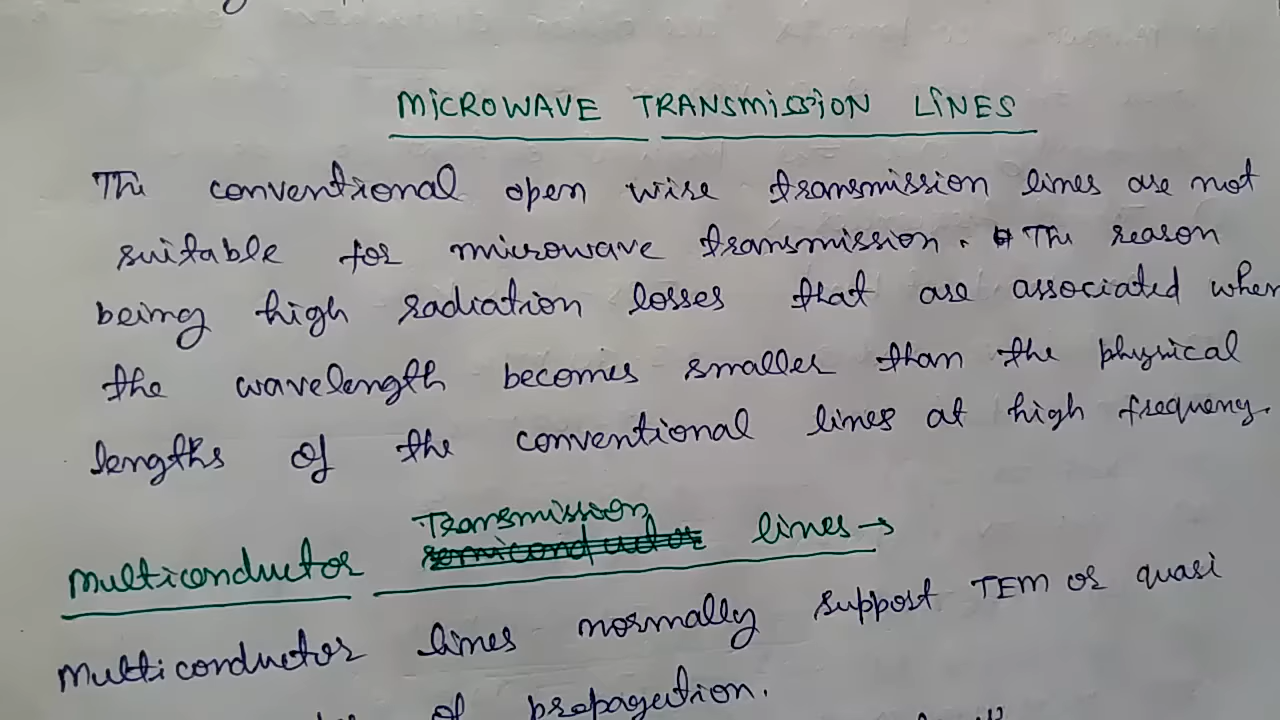 MICROWAVE TRANSMISSION LINES
The conventional open wire transmission lines are not
suitable for microwave transmission. The reason
being high radiation losses that are associated when
the wavelength becomes smaller than the physical
lengths of the conventional lines at high frequency.
Multiconductor Transmission lines →
Multiconductor lines normally support TEM or quasi
of propagation.